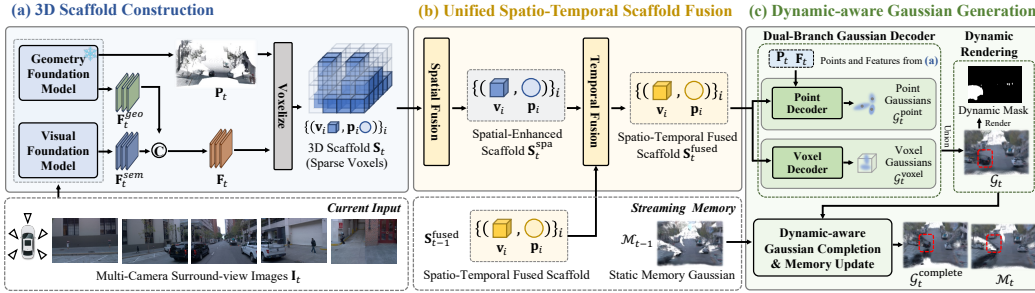 (a) 3D Scaffold Construction
Geometry
Foundation
Model
P_t
F_t^geo
Visual
Foundation
Model
F_t^sem
C
F_t
Voxelize
{(v_i, p_i)}_i
3D Scaffold S_t
(Sparse Voxels)
Current Input
Multi-Camera Surround-view Images I_t
(b) Unified Spatio-Temporal Scaffold Fusion
Spatial Fusion
{( , )}_i
v_i p_i
Spatial-Enhanced
Scaffold S_t^spa
Temporal Fusion
{( , )}_i
v_i p_i
Spatio-Temporal Fused
Scaffold S_t^fused
S_{t-1}^fused
{( , )}_i
v_i p_i
Spatio-Temporal Fused Scaffold
Streaming Memory
M_{t-1}
Static Memory Gaussian
(c) Dynamic-aware Gaussian Generation
Dual-Branch Gaussian Decoder
P_t F_t
Points and Features from (a)
Point
Decoder
Point
Gaussians
G_t^point
Voxel
Decoder
Voxel
Gaussians
G_t^voxel
Union
Dynamic
Rendering
Dynamic Mask
Render
G_t
Dynamic-aware
Gaussian Completion
& Memory Update
G_t^complete
M_t